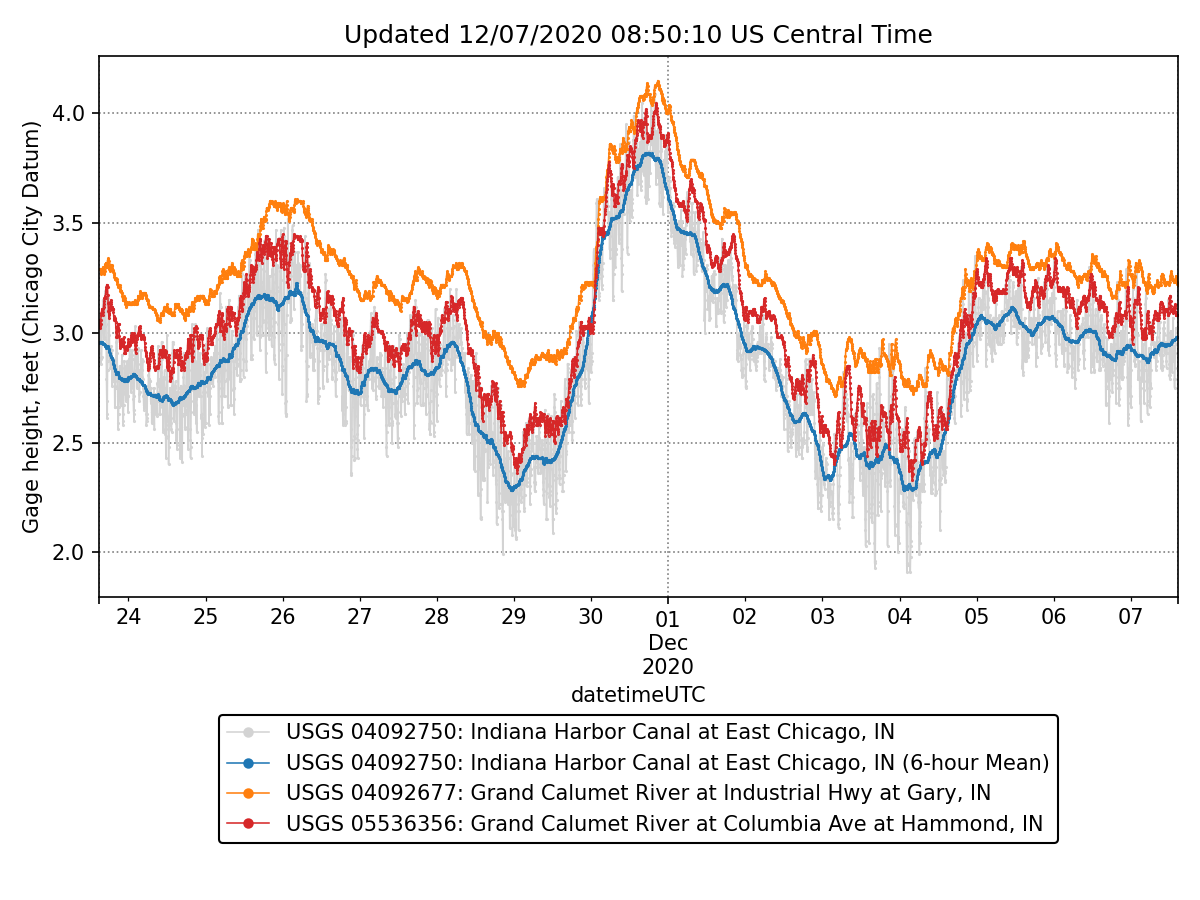 Updated 12/07/2020 08:50:10 US Central Time
Gage height, feet (Chicago City Datum)
4.0
3.5
3.0
2.5
2.0
24 25 26 27 28 29 30 01 02 03 04 05 06 07
Dec
2020
datetimeUTC
USGS 04092750: Indiana Harbor Canal at East Chicago, IN
USGS 04092750: Indiana Harbor Canal at East Chicago, IN (6-hour Mean)
USGS 04092677: Grand Calumet River at Industrial Hwy at Gary, IN
USGS 05536356: Grand Calumet River at Columbia Ave at Hammond, IN